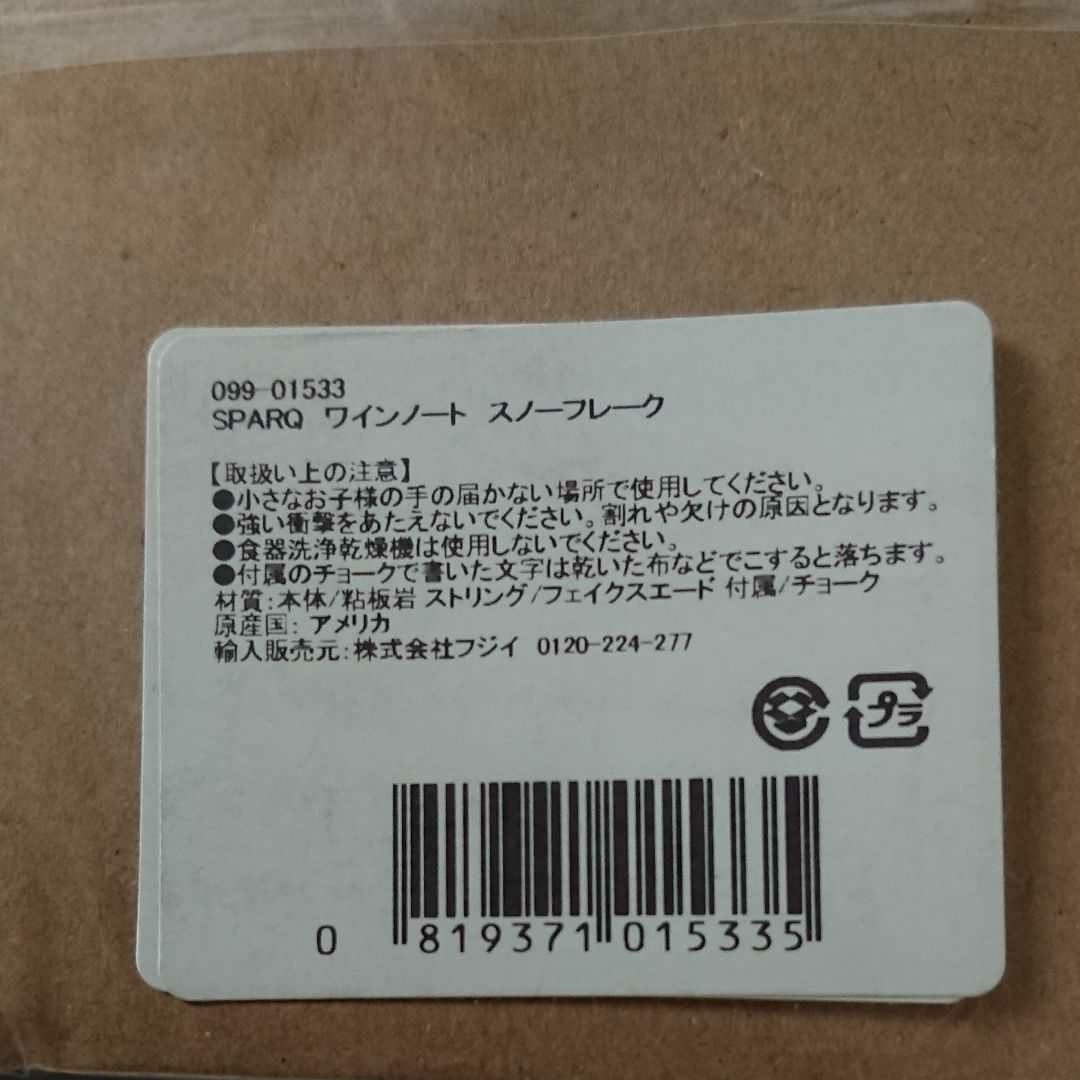 099-01533
SPARQ ワインノート スノーフレーク
【取扱い上の注意】
●小さなお子様の手の届かない場所で使用してください。
●強い衝撃をあたえないでください。割れや欠けの原因となります。
●食器洗浄乾燥機は使用しないでください。
●付属のチョークで書いた文字は乾いた布などでこすると落ちます。
材質:本体/粘板岩 ストリング/フェイクスエード 付属/チョーク
原産国: アメリカ
輸入販売元:株式会社フジイ 0120-224-277
プラ
0 819371 015335